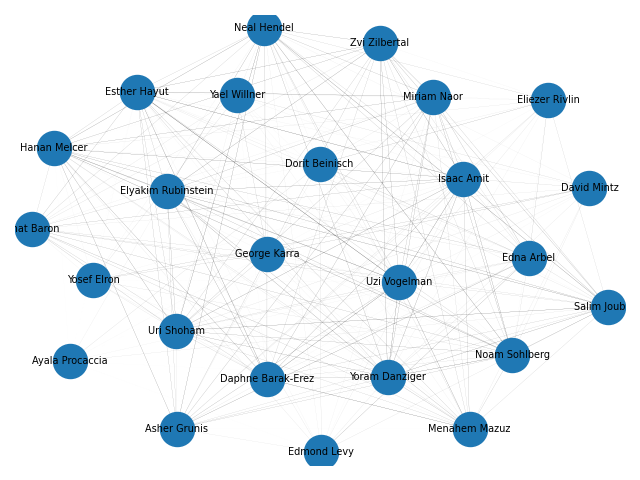 Neal Hendel
Zvi Zilbertal
Esther Hayut
Yael Willner
Miriam Naor
Eliezer Rivlin
Hanan Melcer
Dorit Beinisch
Elyakim Rubinstein
Isaac Amit
David Mintz
Baron
George Karra
Edna Arbel
Yosef Elron
Uzi Vogelman
Salim Joub
Uri Shoham
Ayala Procaccia
Noam Sohlberg
Daphne Barak-Erez
Yoram Danziger
Asher Grunis
Menahem Mazuz
Edmond Levy